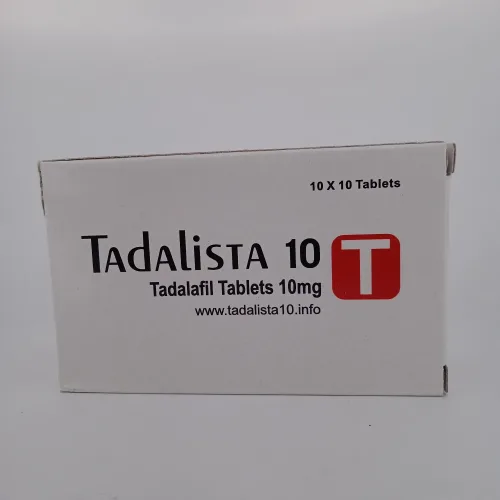 10 X 10 Tablets
TADALISTA 10
T
Tadalafil Tablets 10mg
www.tadalista10.info